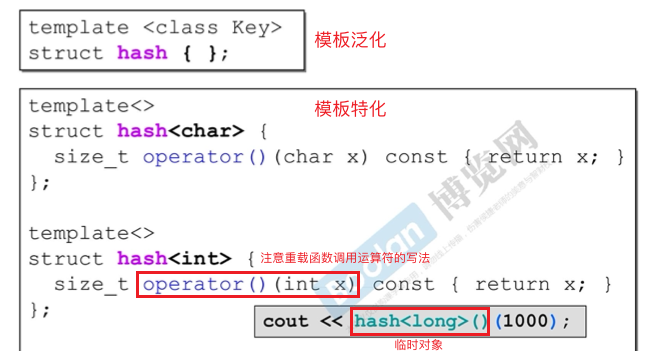 template <class Key>
struct hash { };
模板泛化
template<>
模板特化
struct hash<char> {
size_t operator()(char x) const { return x; }
};
template<>
struct hash<int> {
注意重载函数调用运算符的写法
size_t operator()(int x) const { return x; }
};
cout << hash<long>()(1000);
临时对象
Boolan
博览网